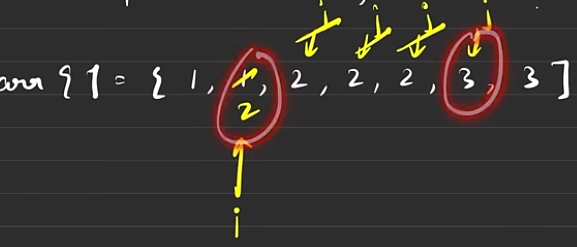 j j j j
arr {} = { 1, 1, 2, 2, 2, 3, 3 ]
2
i